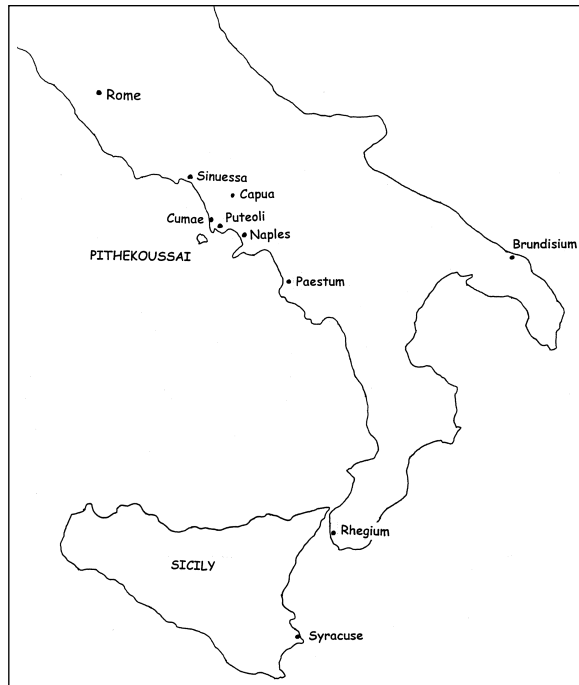 Rome
Sinuessa
Capua
Cumae
Puteoli
Naples
PITHEKOUSSAI
Brundisium
Paestum
Rhegium
SICILY
Syracuse